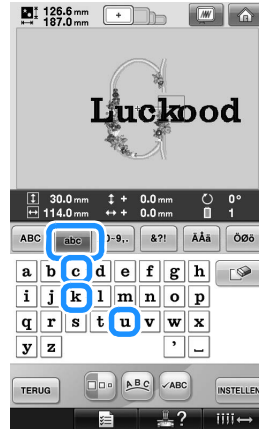 126.6 mm
187.0 mm
C
Luckood
30.0 mm + 0.0 mm 0°
114.0 mm + 0.0 mm 1
ABC abc 0-9,. &?! ÄÅä ÖØö
a b c d e f g h
i j k l m n o p
q r s t u v w x
y z ' _
TERUG ABC ✓ABC INSTELLEN
?